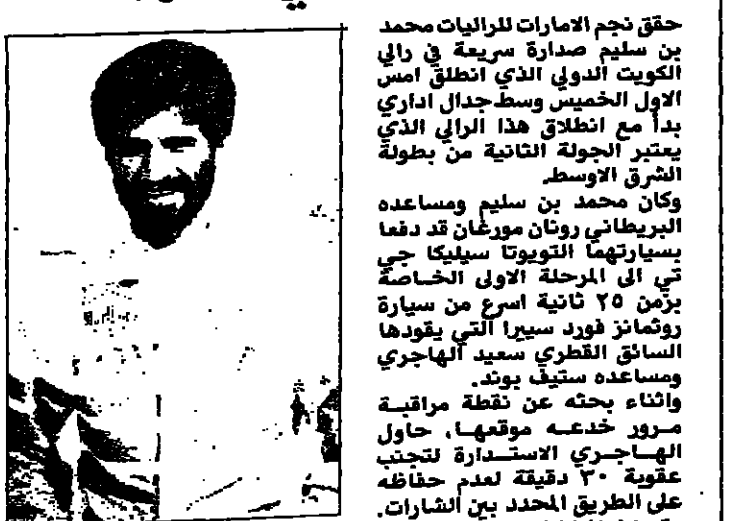 حقق نجم الامارات للراليات محمد
بن سليم صدارة سريعة في رالي
الكويت الدولي الذي انطلق امس
الاول الخميس وسط جدال اداري
بدأ مع انطلاق هذا الرالي الذي
يعتبر الجولة الثانية من بطولة
الشرق الاوسط.
وكان محمد بن سليم ومساعده
البريطاني رونان مورغان قد دفعا
بسيارتهما التويوتا سيليكا جي
تي الى المرحلة الاولى الخاصة
بزمن ٢٥ ثانية اسرع من سيارة
روثمانز فورد سييرا التي يقودها
السائق القطري سعيد الهاجري
ومساعده ستيف بوند.
واثناء بحثه عن نقطة مراقبة
مرور خدعه موقعها، حاول
الهاجري الاستدارة لتجنب
عقوبة ٣٠ دقيقة لعدم حفاظه
على الطريق المحدد بين الشارات.